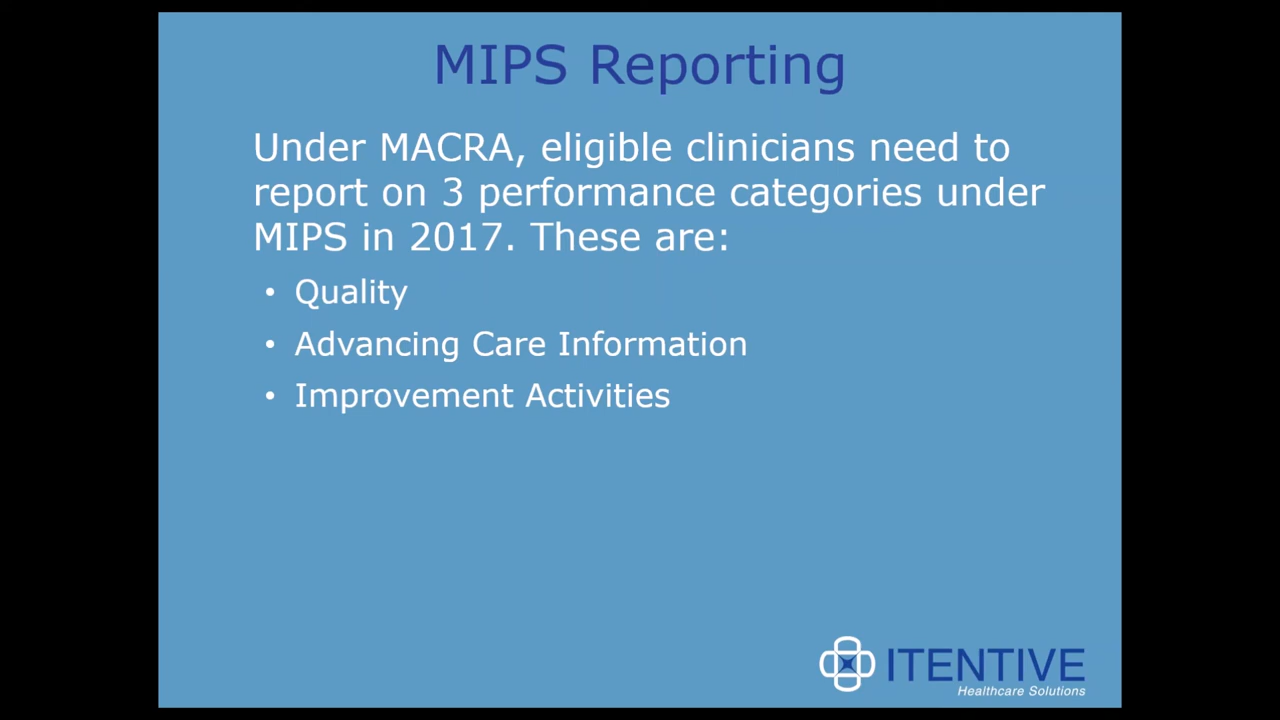 MIPS Reporting
Under MACRA, eligible clinicians need to
report on 3 performance categories under
MIPS in 2017. These are:
• Quality
• Advancing Care Information
• Improvement Activities
ITENTIVE
Healthcare Solutions